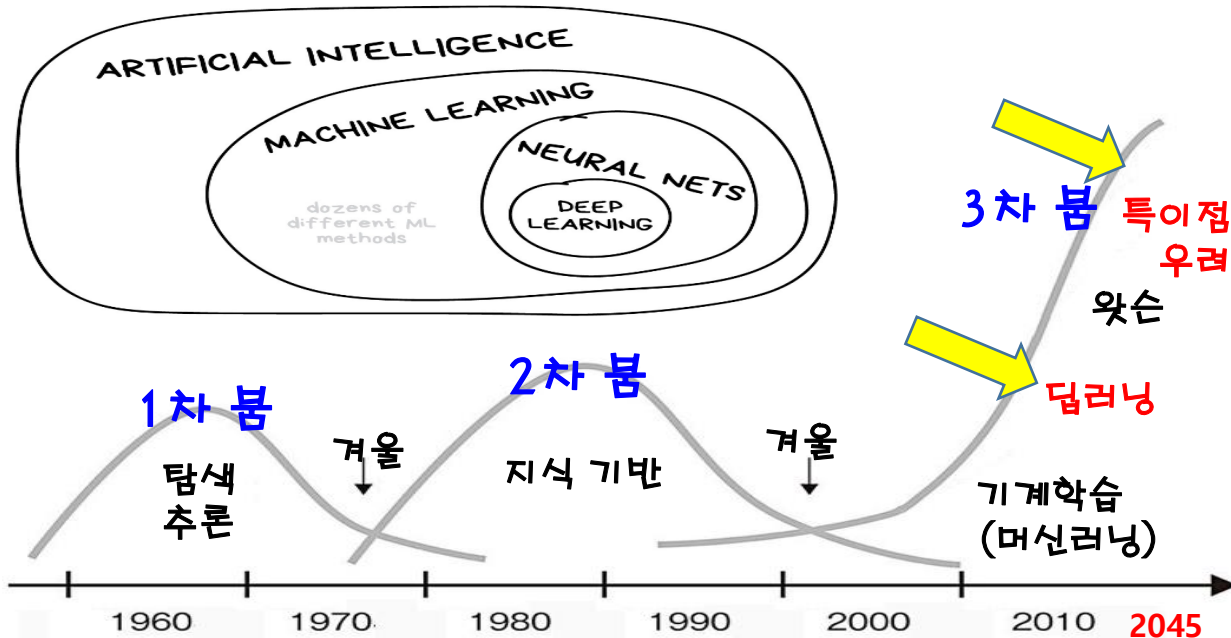 ARTIFICIAL INTELLIGENCE
MACHINE LEARNING
NEURAL NETS
DEEP
LEARNING
dozens of
different ML
methods
3차 붐
특이점
우려
왓슨
딥러닝
1차 붐
2차 붐
겨울
겨울
탐색
추론
지식 기반
기계학습
(머신러닝)
1960 1970 1980 1990 2000 2010 2045